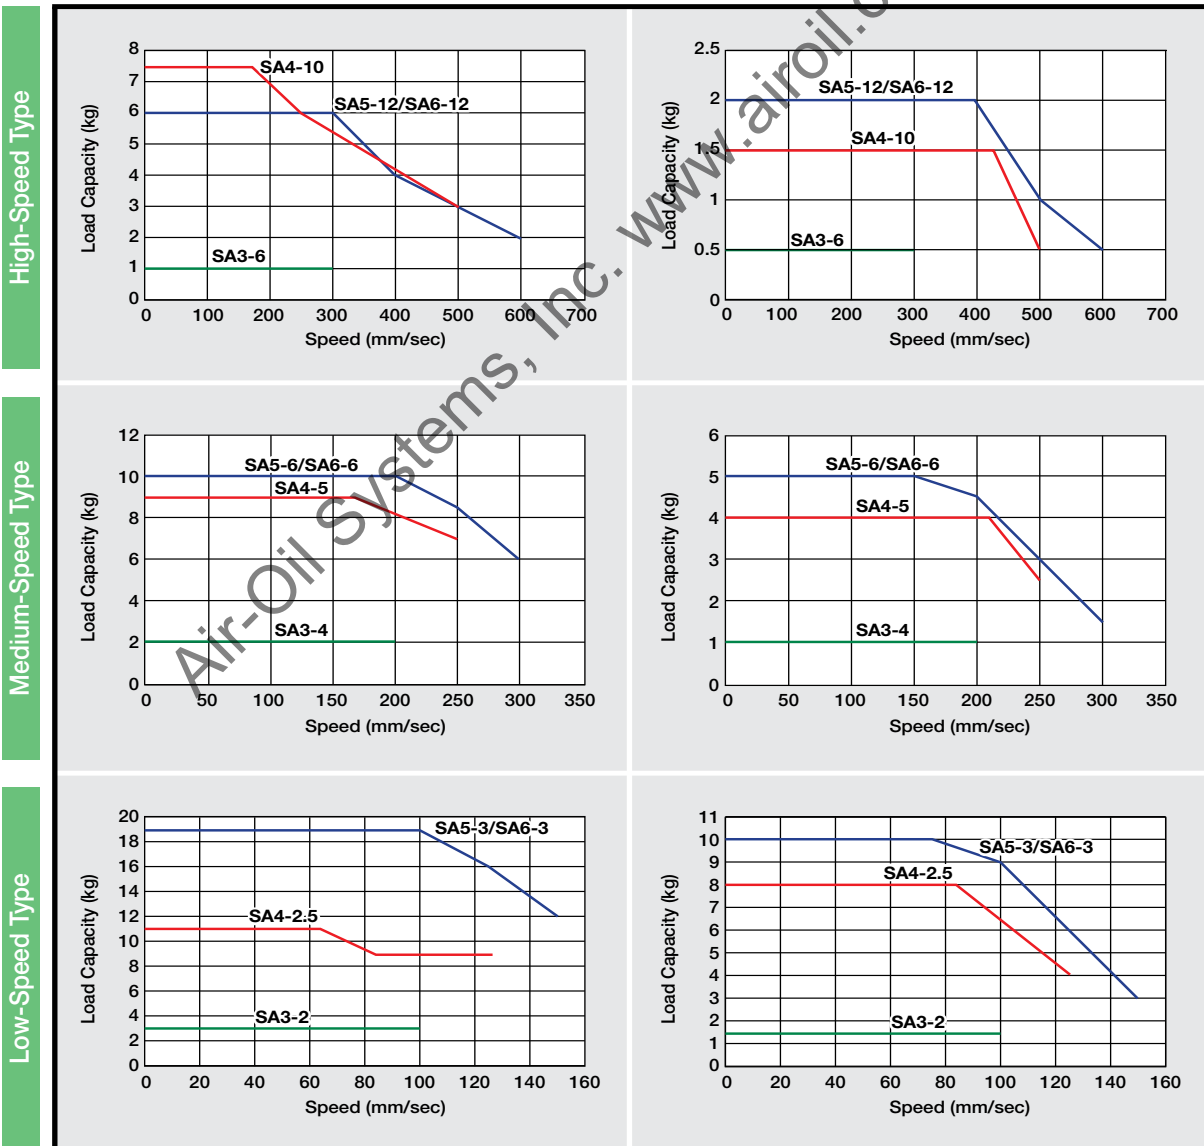 High-Speed Type
Load Capacity (kg)
8
7
6
5
4
3
2
1
0
SA4-10
SA5-12/SA6-12
SA3-6
0 100 200 300 400 500 600 700
Speed (mm/sec)
Load Capacity (kg)
2.5
2
1.5
1
0.5
0
SA5-12/SA6-12
SA4-10
SA3-6
0 100 200 300 400 500 600 700
Speed (mm/sec)
Medium-Speed Type
Load Capacity (kg)
12
10
8
6
4
2
0
SA5-6/SA6-6
SA4-5
SA3-4
0 50 100 150 200 250 300 350
Speed (mm/sec)
Load Capacity (kg)
6
5
4
3
2
1
0
SA5-6/SA6-6
SA4-5
SA3-4
0 50 100 150 200 250 300 350
Speed (mm/sec)
Low-Speed Type
Load Capacity (kg)
20
18
16
14
12
10
8
6
4
2
0
SA5-3/SA6-3
SA4-2.5
SA3-2
0 20 40 60 80 100 120 140 160
Speed (mm/sec)
Load Capacity (kg)
11
10
9
8
7
6
5
4
3
2
1
0
SA5-3/SA6-3
SA4-2.5
SA3-2
0 20 40 60 80 100 120 140 160
Speed (mm/sec)
Air-Oil Systems, Inc. www.airoil.c